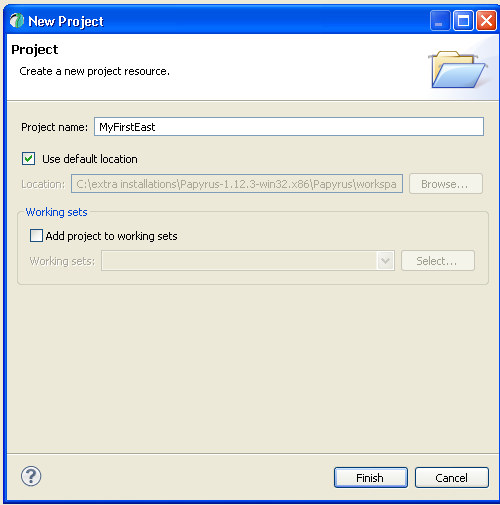 New Project
Project
Create a new project resource.
Project name: MyFirstEast
Use default location
Location: C:\extra installations\Papyrus-1.12.3-win32.x86\Papyrus\workspa Browse...
Working sets
Add project to working sets
Working sets: Select...
? Finish Cancel